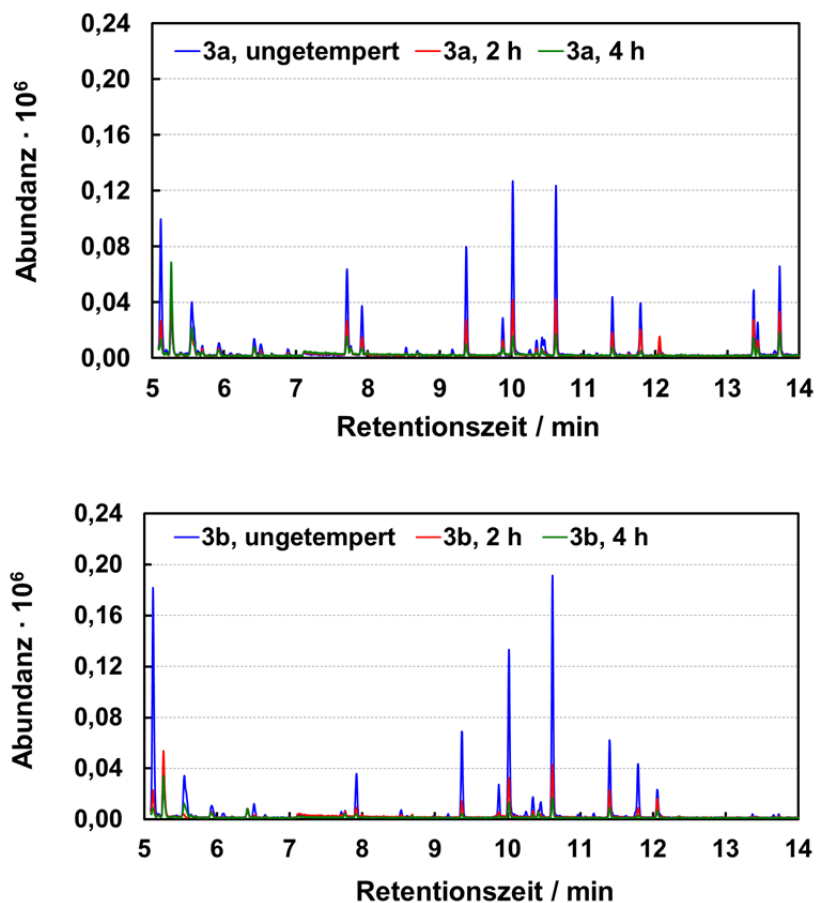 3a, ungetempert 3a, 2 h 3a, 4 h
0,24
0,20
0,16
0,12
0,08
0,04
0,00
Abundanz · 10⁶
5 6 7 8 9 10 11 12 13 14
Retentionszeit / min
3b, ungetempert 3b, 2 h 3b, 4 h
0,24
0,20
0,16
0,12
0,08
0,04
0,00
Abundanz · 10⁶
5 6 7 8 9 10 11 12 13 14
Retentionszeit / min